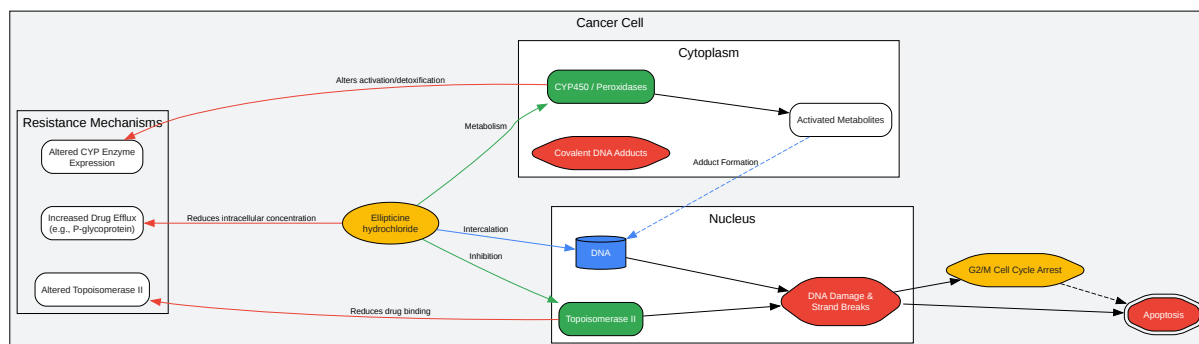 Cancer Cell
Cytoplasm
CYP450 / Peroxidases
Alters activation/detoxification
Resistance Mechanisms
Activated Metabolites
Metabolism
Altered CYP Enzyme
Expression
Covalent DNA Adducts
Adduct Formation
Increased Drug Efflux
(e.g., P-glycoprotein)
Reduces intracellular concentration
Ellipticine
hydrochloride
Nucleus
Intercalation
DNA
Inhibition
G2/M Cell Cycle Arrest
Altered Topoisomerase II
DNA Damage &
Strand Breaks
Reduces drug binding
Topoisomerase II
Apoptosis